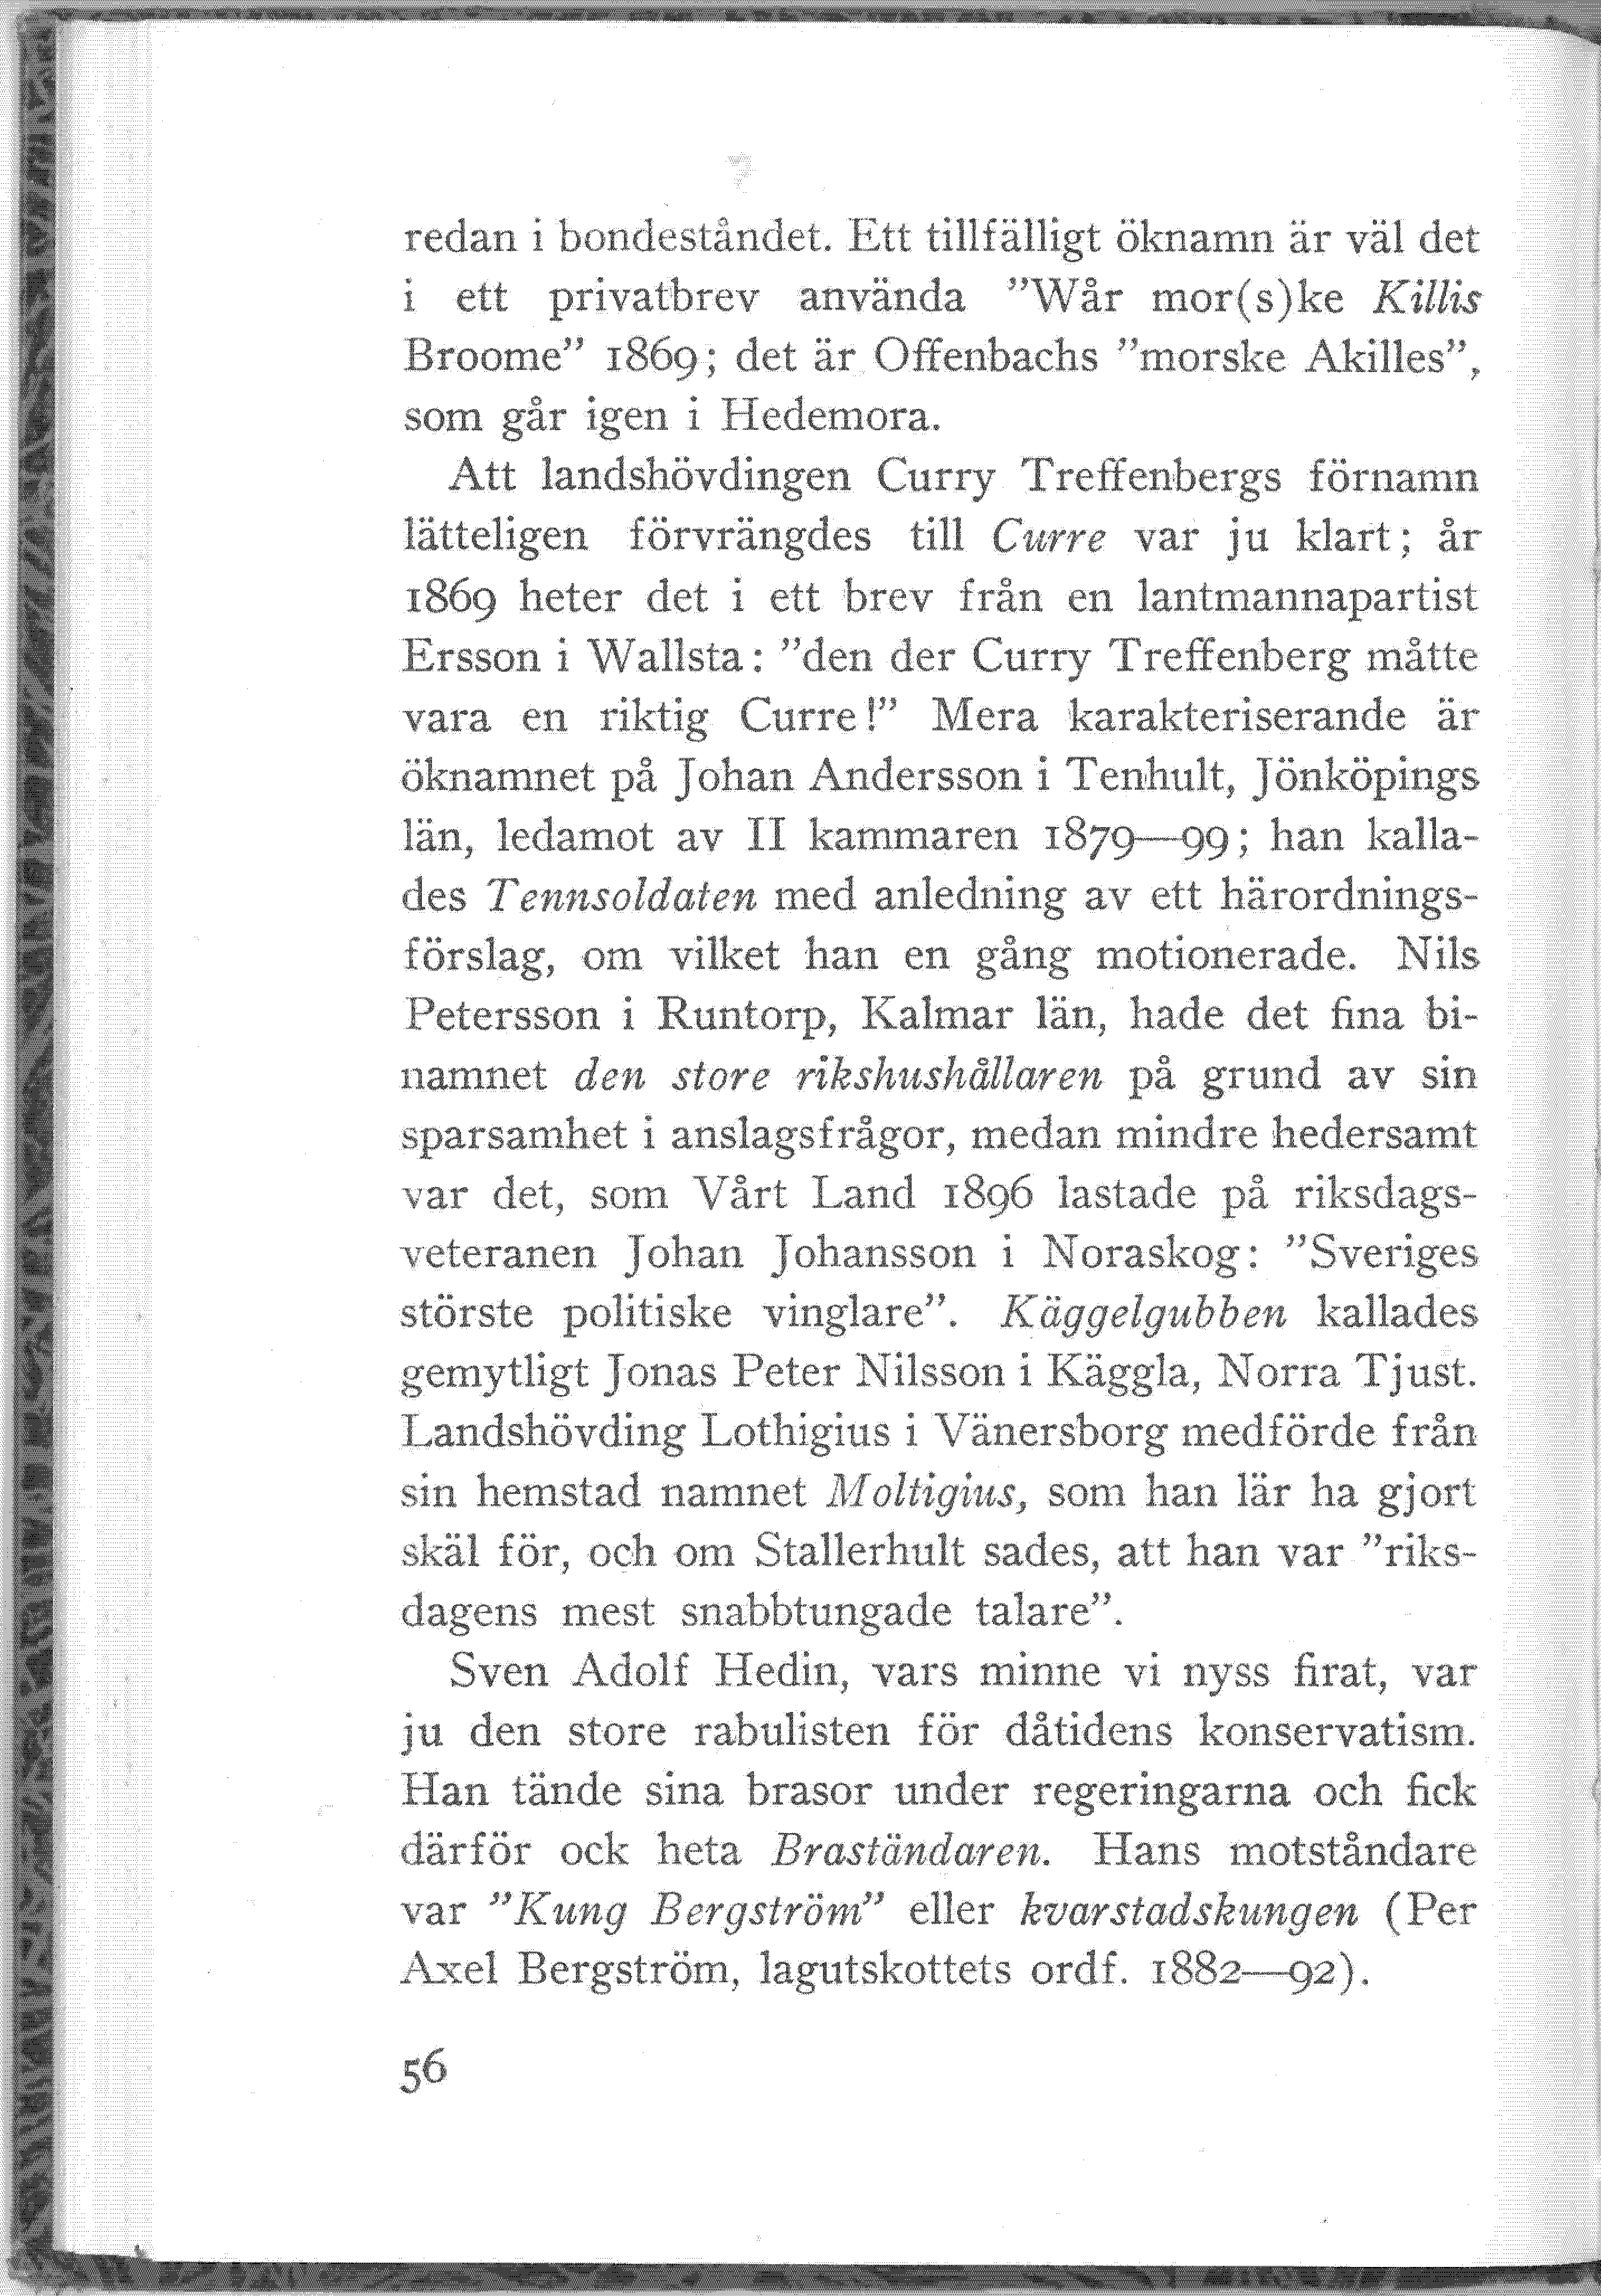 redan i bondeståndet. Ett tillfälligt öknamn är väl det
i ett privatbrev använda ”Wår mor(s)ke Killis
Broome” 1869; det är Offenbachs ”morske Akilles”,
som går igen i Hedemora.
Att landshövdingen Curry Treffenbergs förnamn
lätteligen förvrängdes till Curre var ju klart; år
1869 heter det i ett brev från en lantmannapartist
Ersson i Wallsta: ”den der Curry Treffenberg måtte
vara en riktig Curre!” Mera karakteriserande är
öknamnet på Johan Andersson i Tenhult, Jönköpings
län, ledamot av II kammaren 1879—99; han kalla-
des Tennsoldaten med anledning av ett härordnings-
förslag, om vilket han en gång motionerade. Nils
Petersson i Runtorp, Kalmar län, hade det fina bi-
namnet den store rikshushållaren på grund av sin
sparsamhet i anslagsfrågor, medan mindre hedersamt
var det, som Vårt Land 1896 lastade på riksdags-
veteranen Johan Johansson i Noraskog: ”Sveriges
störste politiske vinglare”. Käggelgubben kallades
gemytligt Jonas Peter Nilsson i Käggla, Norra Tjust.
Landshövding Lothigius i Vänersborg medförde från
sin hemstad namnet Moltigius, som han lär ha gjort
skäl för, och om Stallerhult sades, att han var ”riks-
dagens mest snabbtungade talare”.
Sven Adolf Hedin, vars minne vi nyss firat, var
ju den store rabulisten för dåtidens konservatism.
Han tände sina brasor under regeringarna och fick
därför ock heta Braständaren. Hans motståndare
var ”Kung Bergström” eller kvarstadskungen (Per
Axel Bergström, lagutskottets ordf. 1882—92).
56